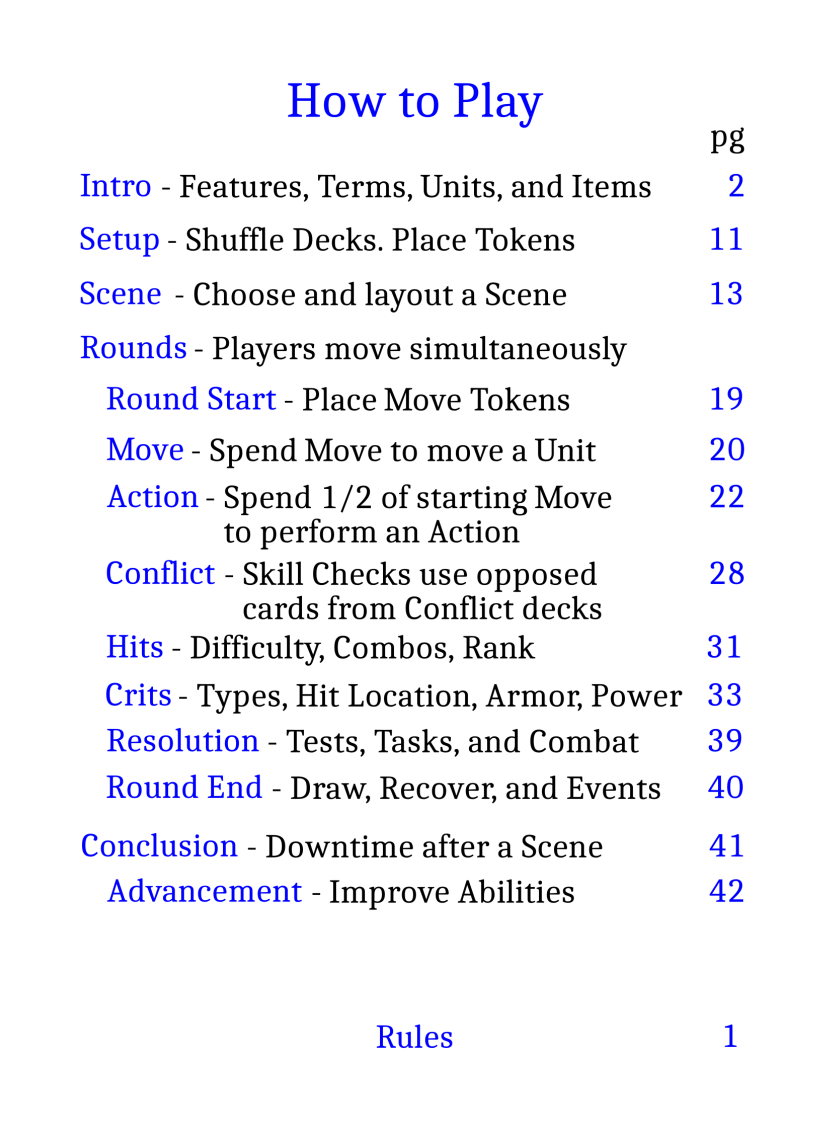 How to Play
pg
Intro - Features, Terms, Units, and Items 2
Setup - Shuffle Decks. Place Tokens 11
Scene - Choose and layout a Scene 13
Rounds - Players move simultaneously
Round Start - Place Move Tokens 19
Move - Spend Move to move a Unit 20
Action - Spend 1/2 of starting Move 22
to perform an Action
Conflict - Skill Checks use opposed 28
cards from Conflict decks
Hits - Difficulty, Combos, Rank 31
Crits - Types, Hit Location, Armor, Power 33
Resolution - Tests, Tasks, and Combat 39
Round End - Draw, Recover, and Events 40
Conclusion - Downtime after a Scene 41
Advancement - Improve Abilities 42
Rules 1